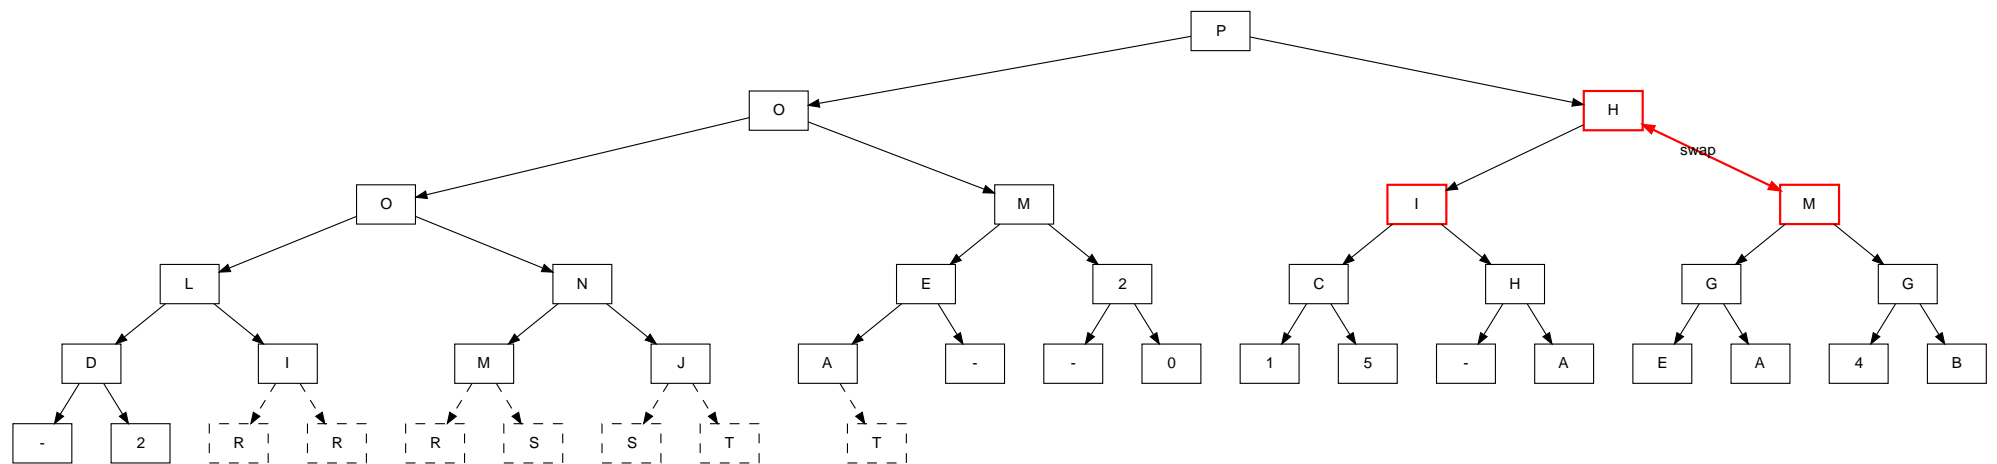 P
O H
swap
O M I M
L N E 2 C H G G
D I M J A - - 0 1 5 - A E A 4 B
- 2 R R R S S T T